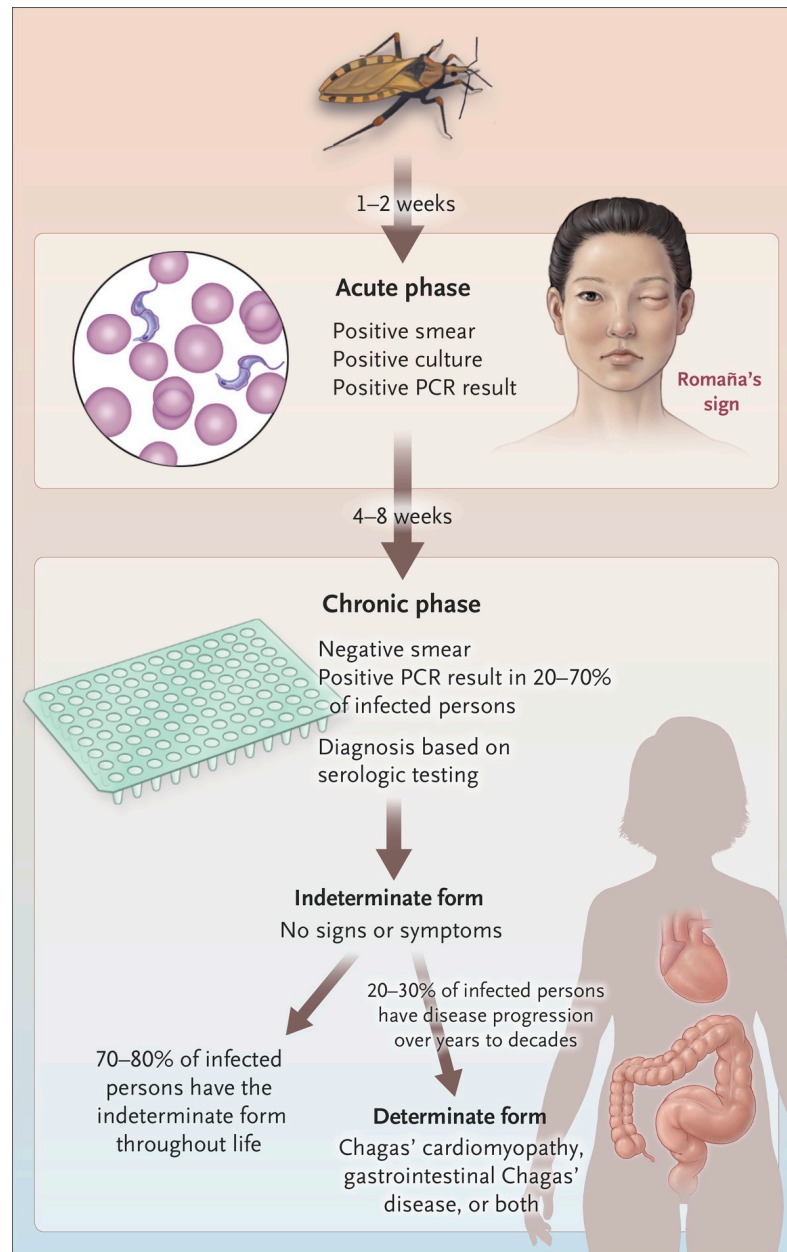 1–2 weeks
Acute phase
Positive smear
Positive culture
Positive PCR result
Romaña’s
sign
4–8 weeks
Chronic phase
Negative smear
Positive PCR result in 20–70%
of infected persons
Diagnosis based on
serologic testing
Indeterminate form
No signs or symptoms
20–30% of infected persons
have disease progression
over years to decades
70–80% of infected
persons have the
indeterminate form
throughout life
Determinate form
Chagas’ cardiomyopathy,
gastrointestinal Chagas’
disease, or both